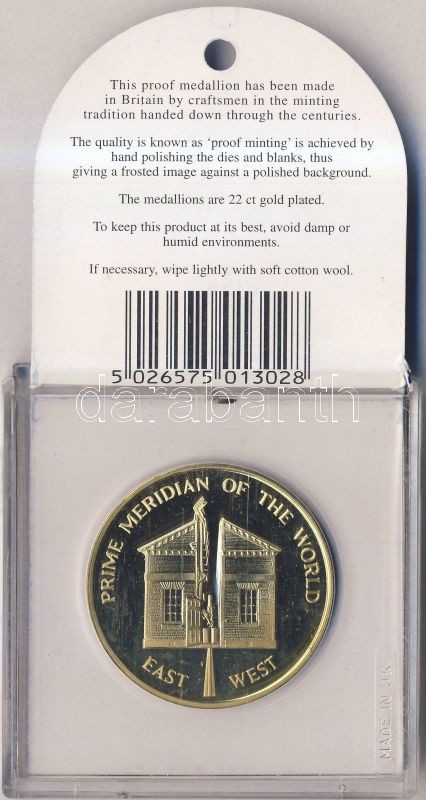 This proof medallion has been made
in Britain by craftsmen in the minting
tradition handed down through the centuries.
The quality is known as ‘proof minting’ is achieved by
hand polishing the dies and blanks, thus
giving a frosted image against a polished background.
The medallions are 22 ct gold plated.
To keep this product at its best, avoid damp or
humid environments.
If necessary, wipe lightly with soft cotton wool.
5 026575 013028
darabanth
PRIME MERIDIAN OF THE WORLD
EAST WEST
MADE IN UK